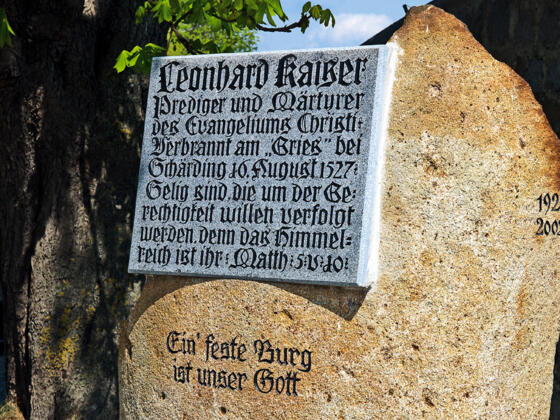 Leonhard Kaiser
Prediger und Märturer
des Evangeliums Christi.
Verbrannt am „Gries" bei
Schärding 16. August 1527.
Selig sind, die um der Ge=
rechtigkeit willen verfolgt
werden, denn das Himmel=
reich ist ihr. Matth. 5. v. 10.
Ein' feste Burg
ist unser Gott